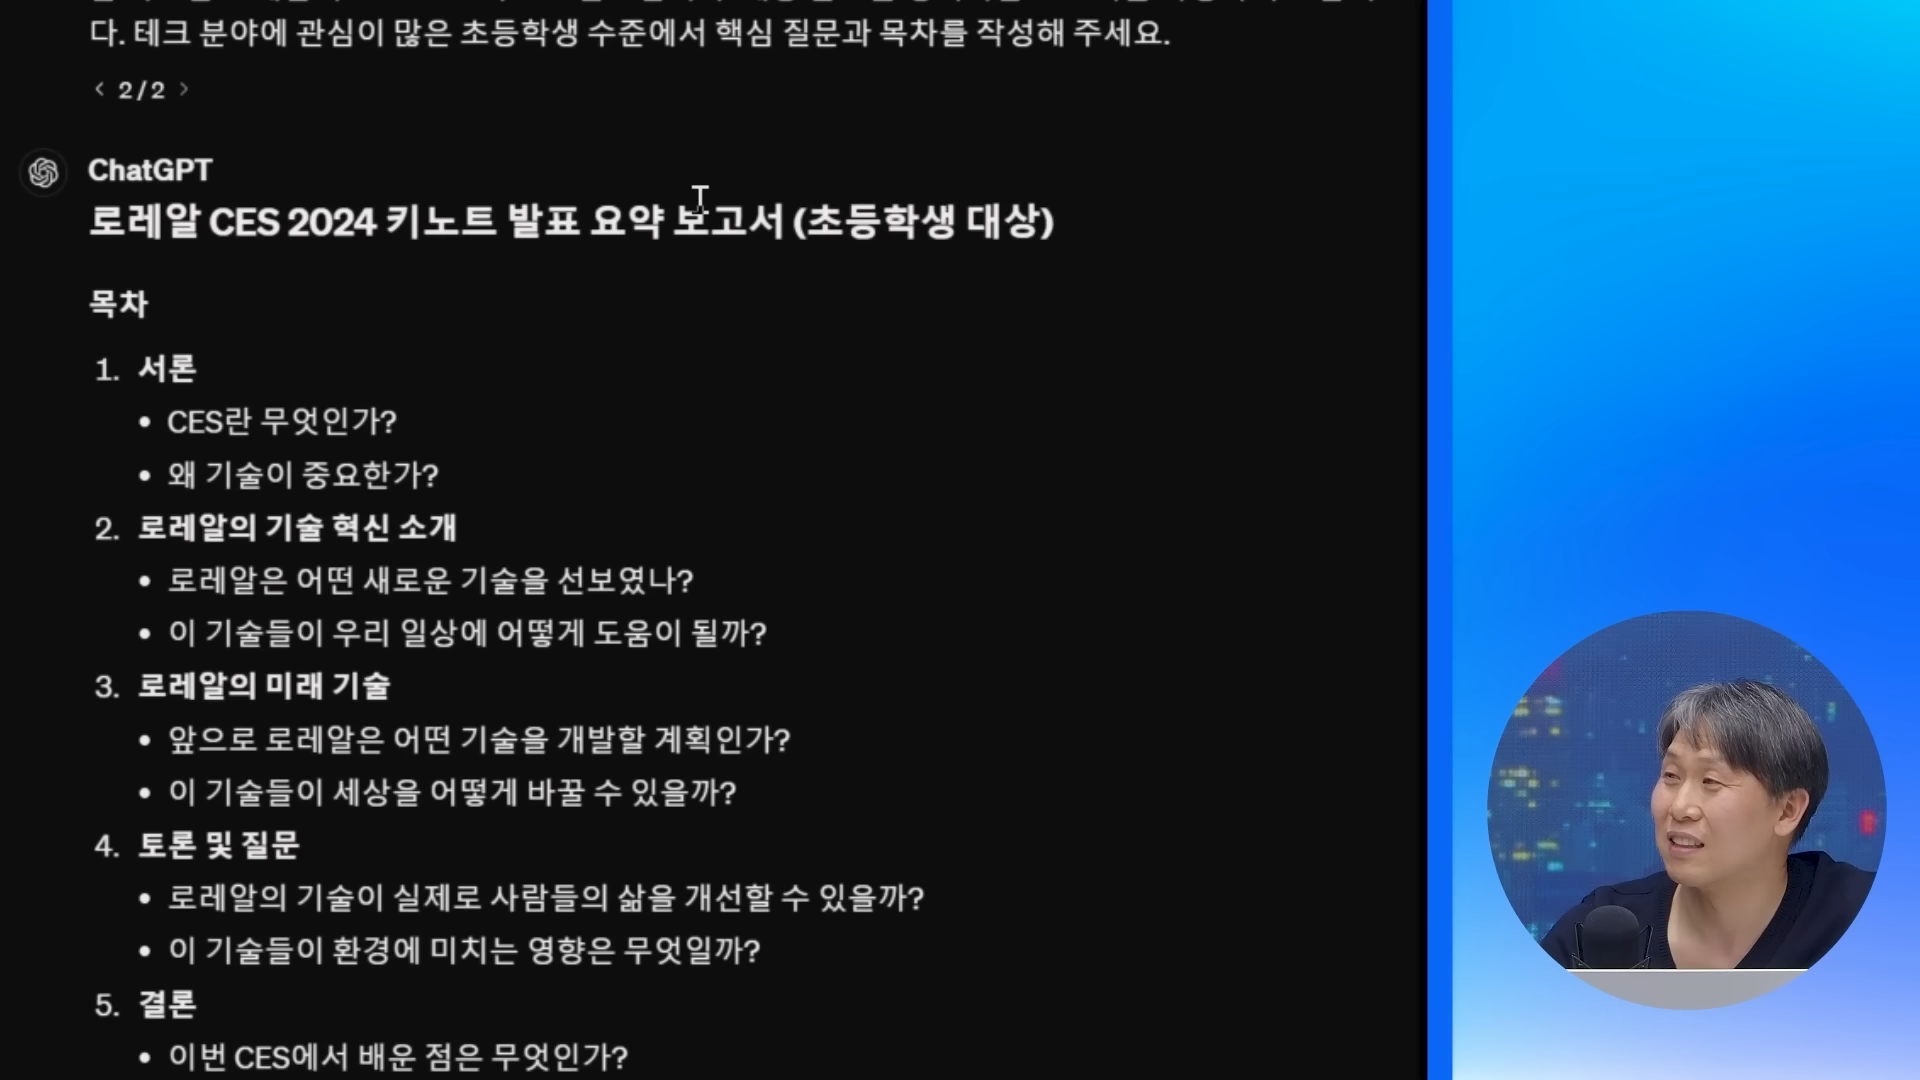 다. 테크 분야에 관심이 많은 초등학생 수준에서 핵심 질문과 목차를 작성해 주세요.
< 2/2 >
ChatGPT
로레알 CES 2024 키노트 발표 요약 보고서 (초등학생 대상)
목차
1. 서론
• CES란 무엇인가?
• 왜 기술이 중요한가?
2. 로레알의 기술 혁신 소개
• 로레알은 어떤 새로운 기술을 선보였나?
• 이 기술들이 우리 일상에 어떻게 도움이 될까?
3. 로레알의 미래 기술
• 앞으로 로레알은 어떤 기술을 개발할 계획인가?
• 이 기술들이 세상을 어떻게 바꿀 수 있을까?
4. 토론 및 질문
• 로레알의 기술이 실제로 사람들의 삶을 개선할 수 있을까?
• 이 기술들이 환경에 미치는 영향은 무엇일까?
5. 결론
• 이번 CES에서 배운 점은 무엇인가?